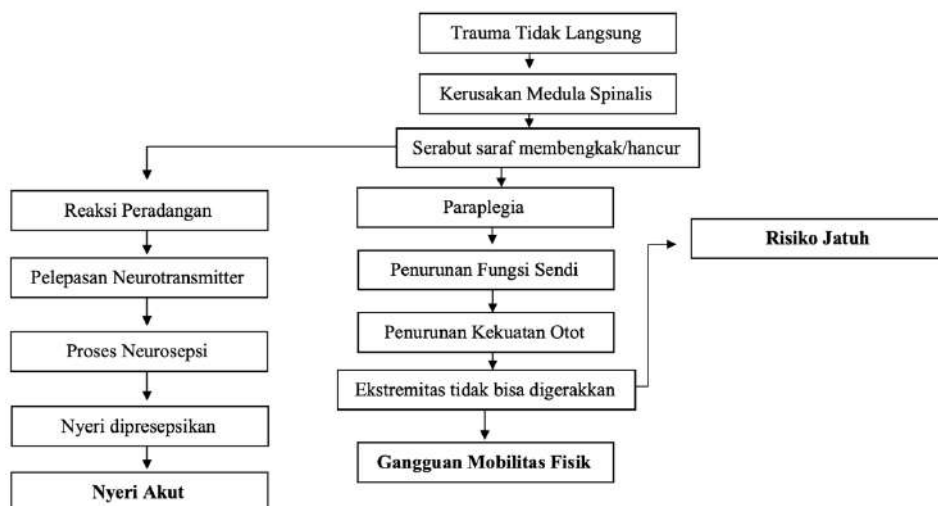 Trauma Tidak Langsung
Kerusakan Medula Spinalis
Serabut saraf membengkak/hancur
Reaksi Peradangan
Pelepasan Neurotransmitter
Proses Neurosepsi
Nyeri dipresepsikan
Nyeri Akut
Paraplegia
Penurunan Fungsi Sendi
Penurunan Kekuatan Otot
Ekstremitas tidak bisa digerakkan
Gangguan Mobilitas Fisik
Risiko Jatuh